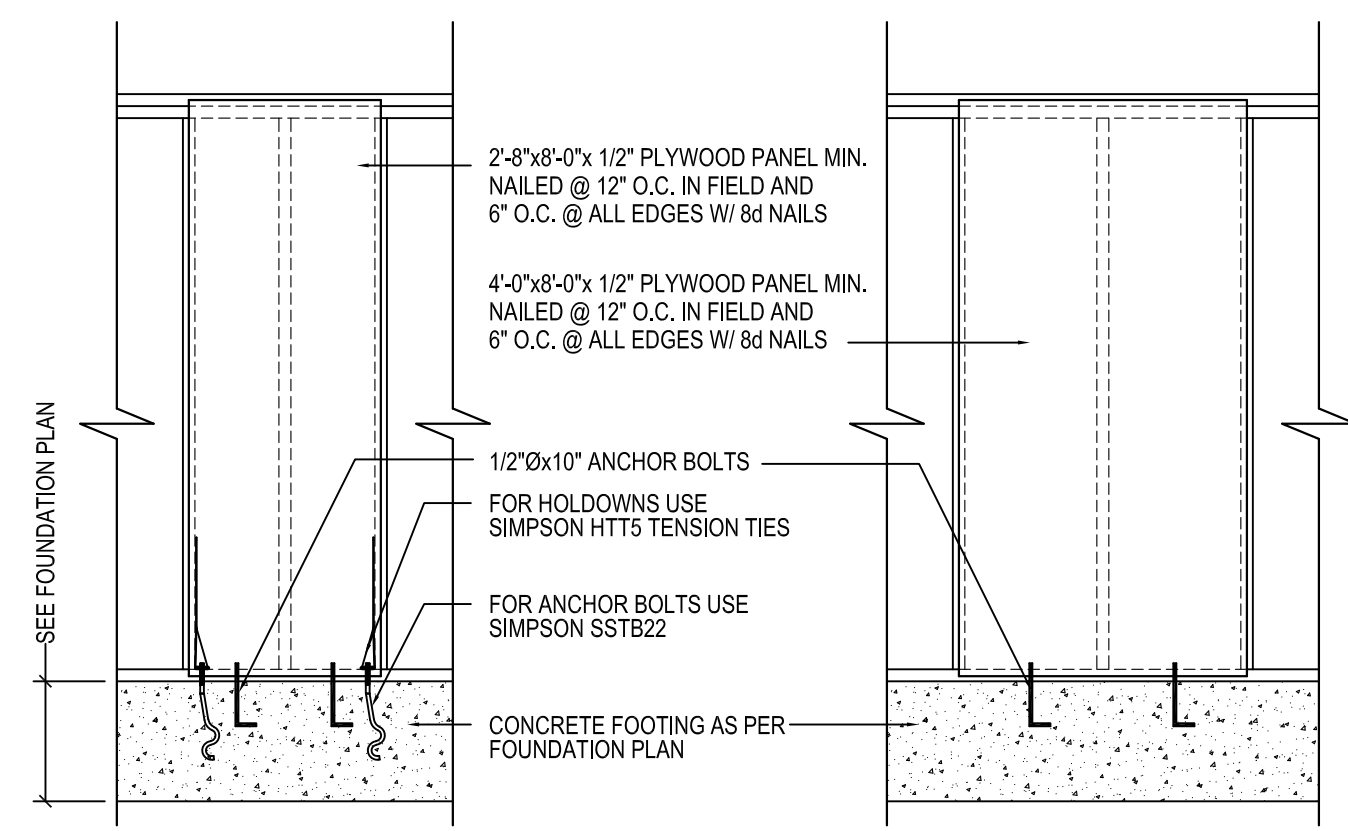 2'-8"x8'-0"x 1/2" PLYWOOD PANEL MIN.
NAILED @ 12" O.C. IN FIELD AND
6" O.C. @ ALL EDGES W/ 8d NAILS
4'-0"x8'-0"x 1/2" PLYWOOD PANEL MIN.
NAILED @ 12" O.C. IN FIELD AND
6" O.C. @ ALL EDGES W/ 8d NAILS
1/2"Øx10" ANCHOR BOLTS
FOR HOLDOWNS USE
SIMPSON HTT5 TENSION TIES
FOR ANCHOR BOLTS USE
SIMPSON SSTB22
CONCRETE FOOTING AS PER
FOUNDATION PLAN
SEE FOUNDATION PLAN